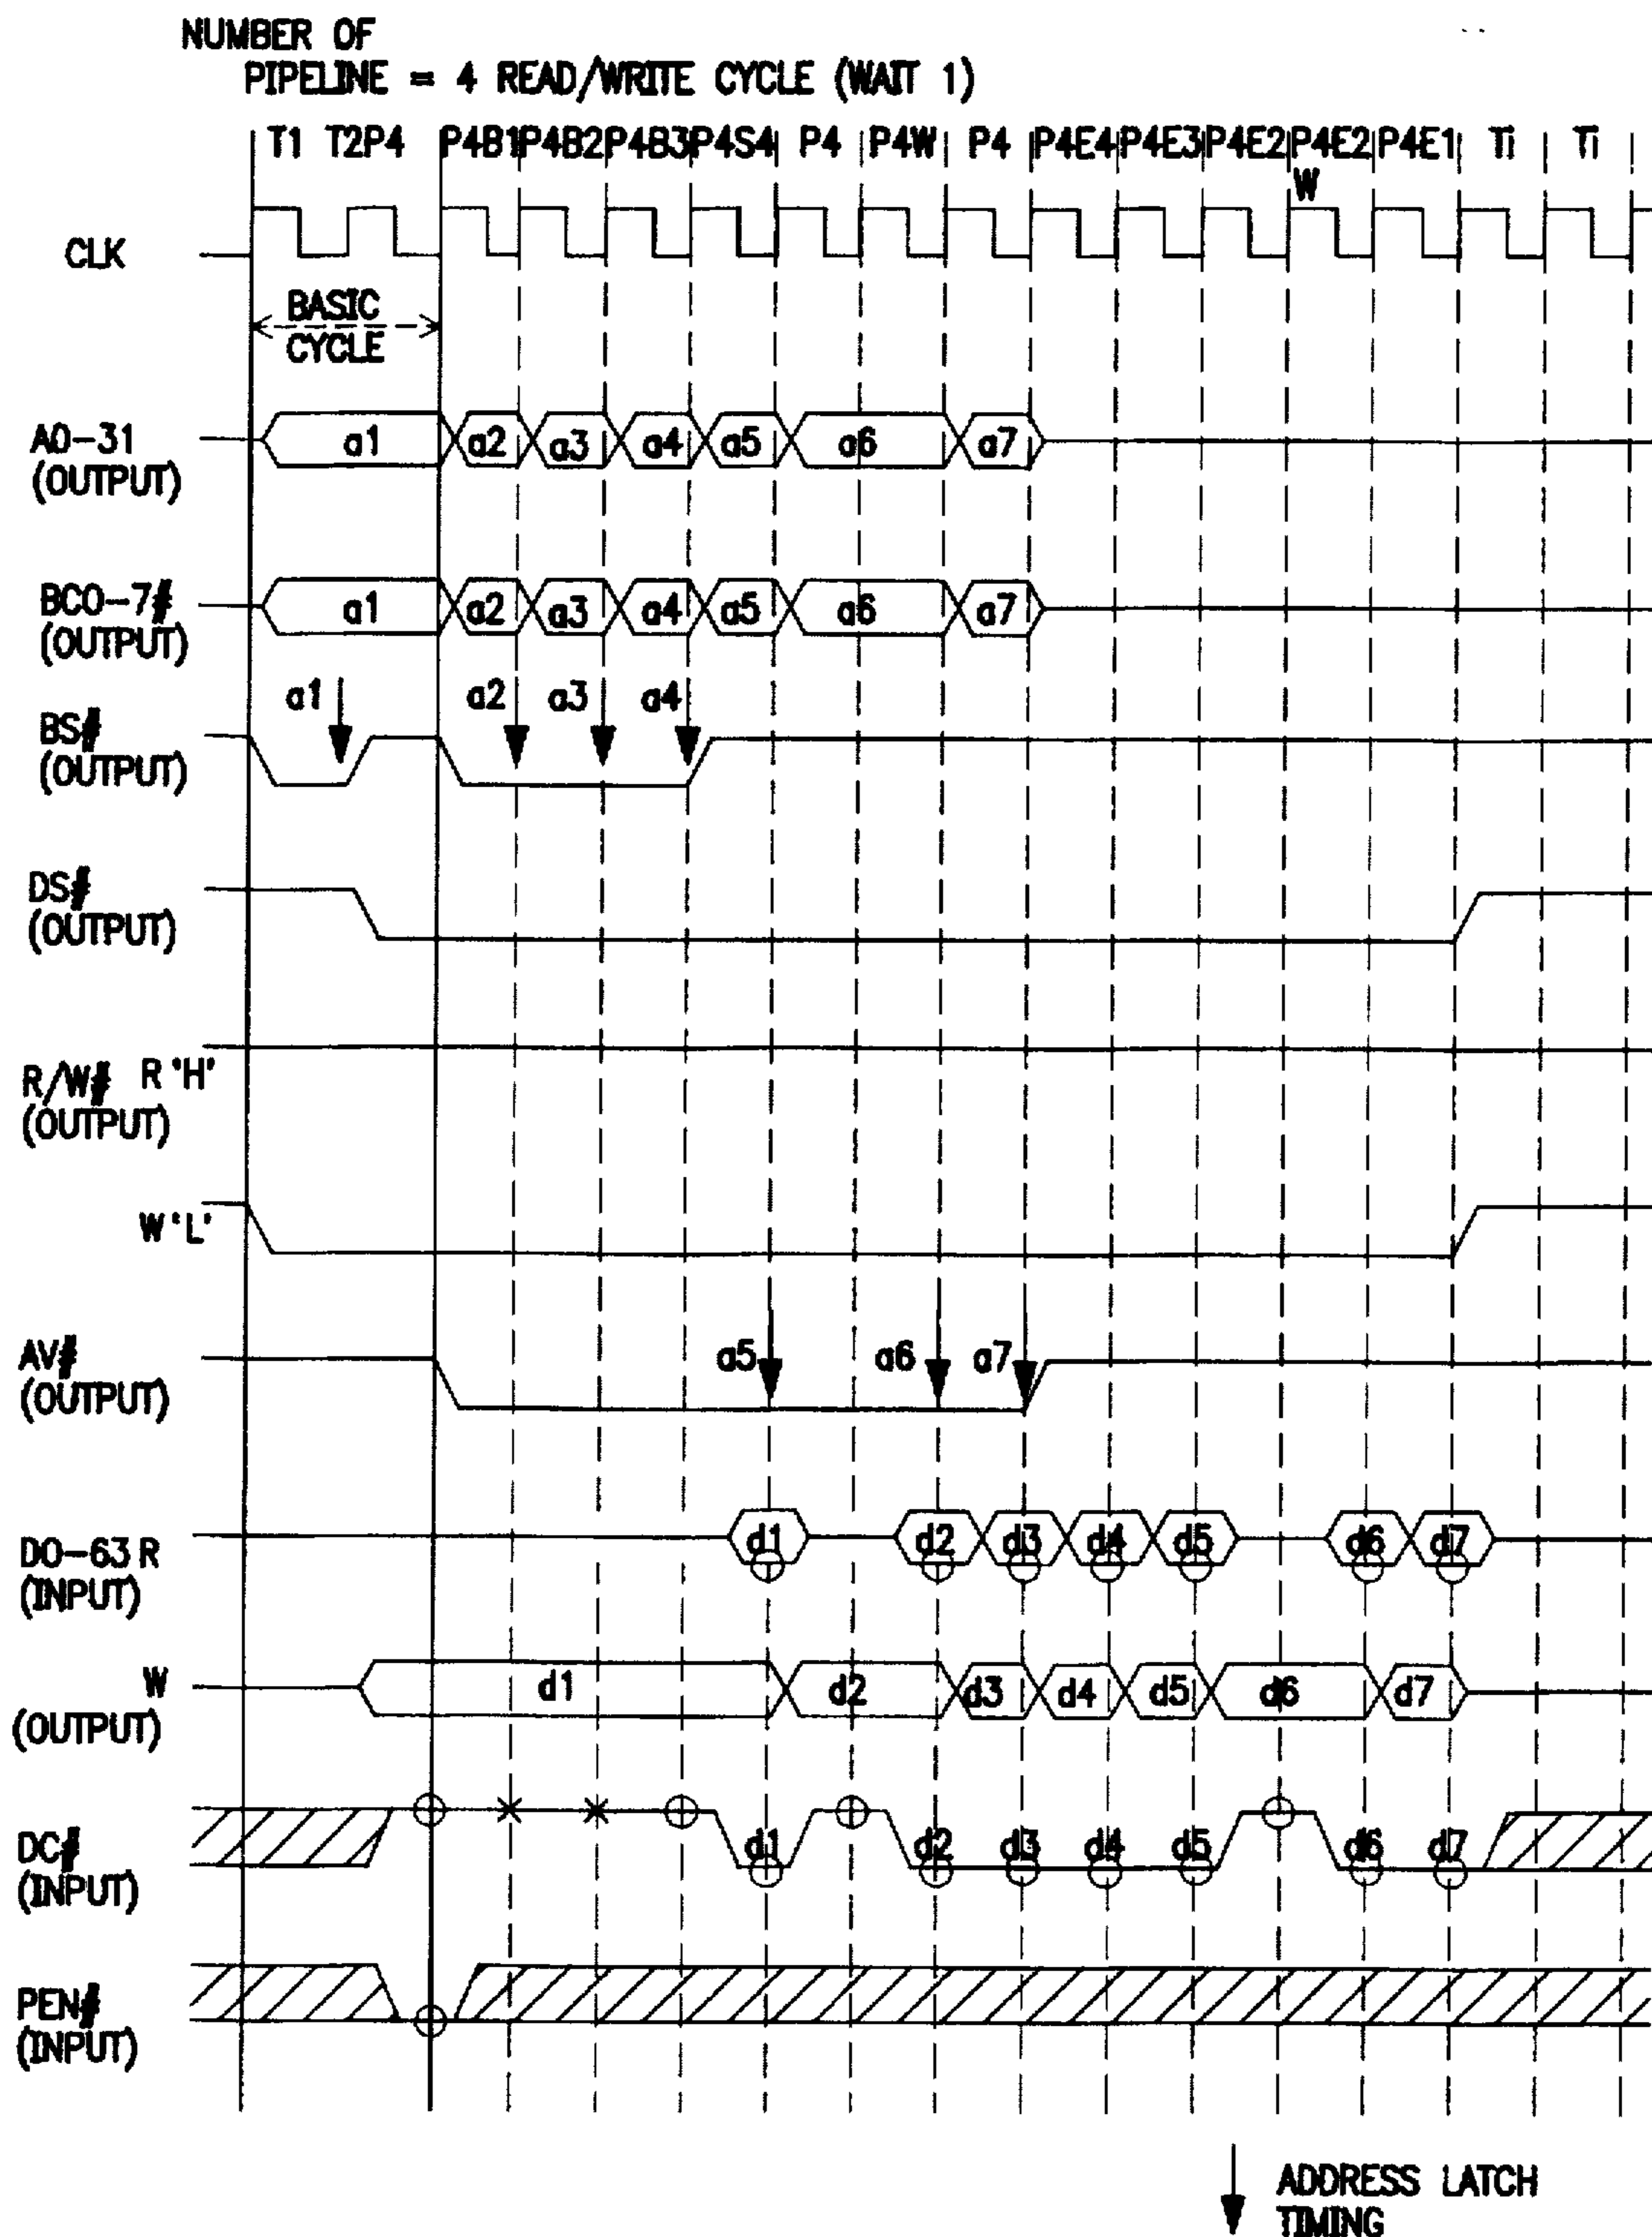 NUMBER OF
PIPELINE = 4 READ/WRITE CYCLE (WAIT 1)
T1 T2P4 P4B1 P4B2 P4B3 P4S4 P4 P4W P4 P4E4 P4E3 P4E2 P4E2 P4E1 Ti Ti
W
CLK
BASIC
CYCLE
A0-31
(OUTPUT)
a1 a2 a3 a4 a5 a6 a7
BC0-7#
(OUTPUT)
a1 a2 a3 a4 a5 a6 a7
BS#
(OUTPUT)
a1 a2 a3 a4
DS#
(OUTPUT)
R/W# R 'H'
(OUTPUT)
W 'L'
AV#
(OUTPUT)
a5 a6 a7
D0-63 R
(INPUT)
d1 d2 d3 d4 d5 d6 d7
W
(OUTPUT)
d1 d2 d3 d4 d5 d6 d7
DC#
(INPUT)
d1 d2 d3 d4 d5 d6 d7
PEN#
(INPUT)
ADDRESS LATCH
TIMING